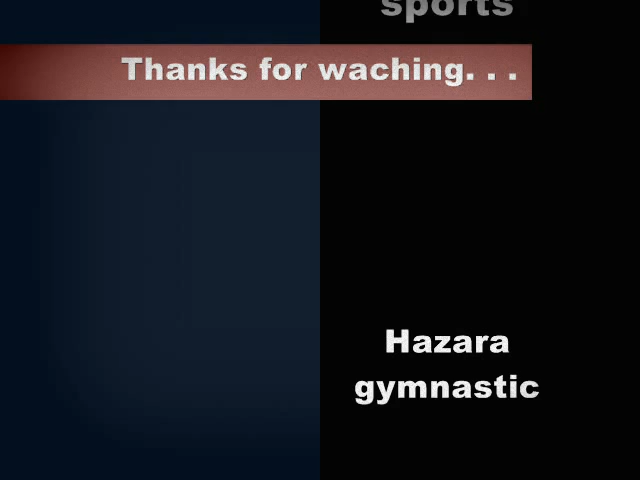 sports
Thanks for waching. . .
Hazara
gymnastic